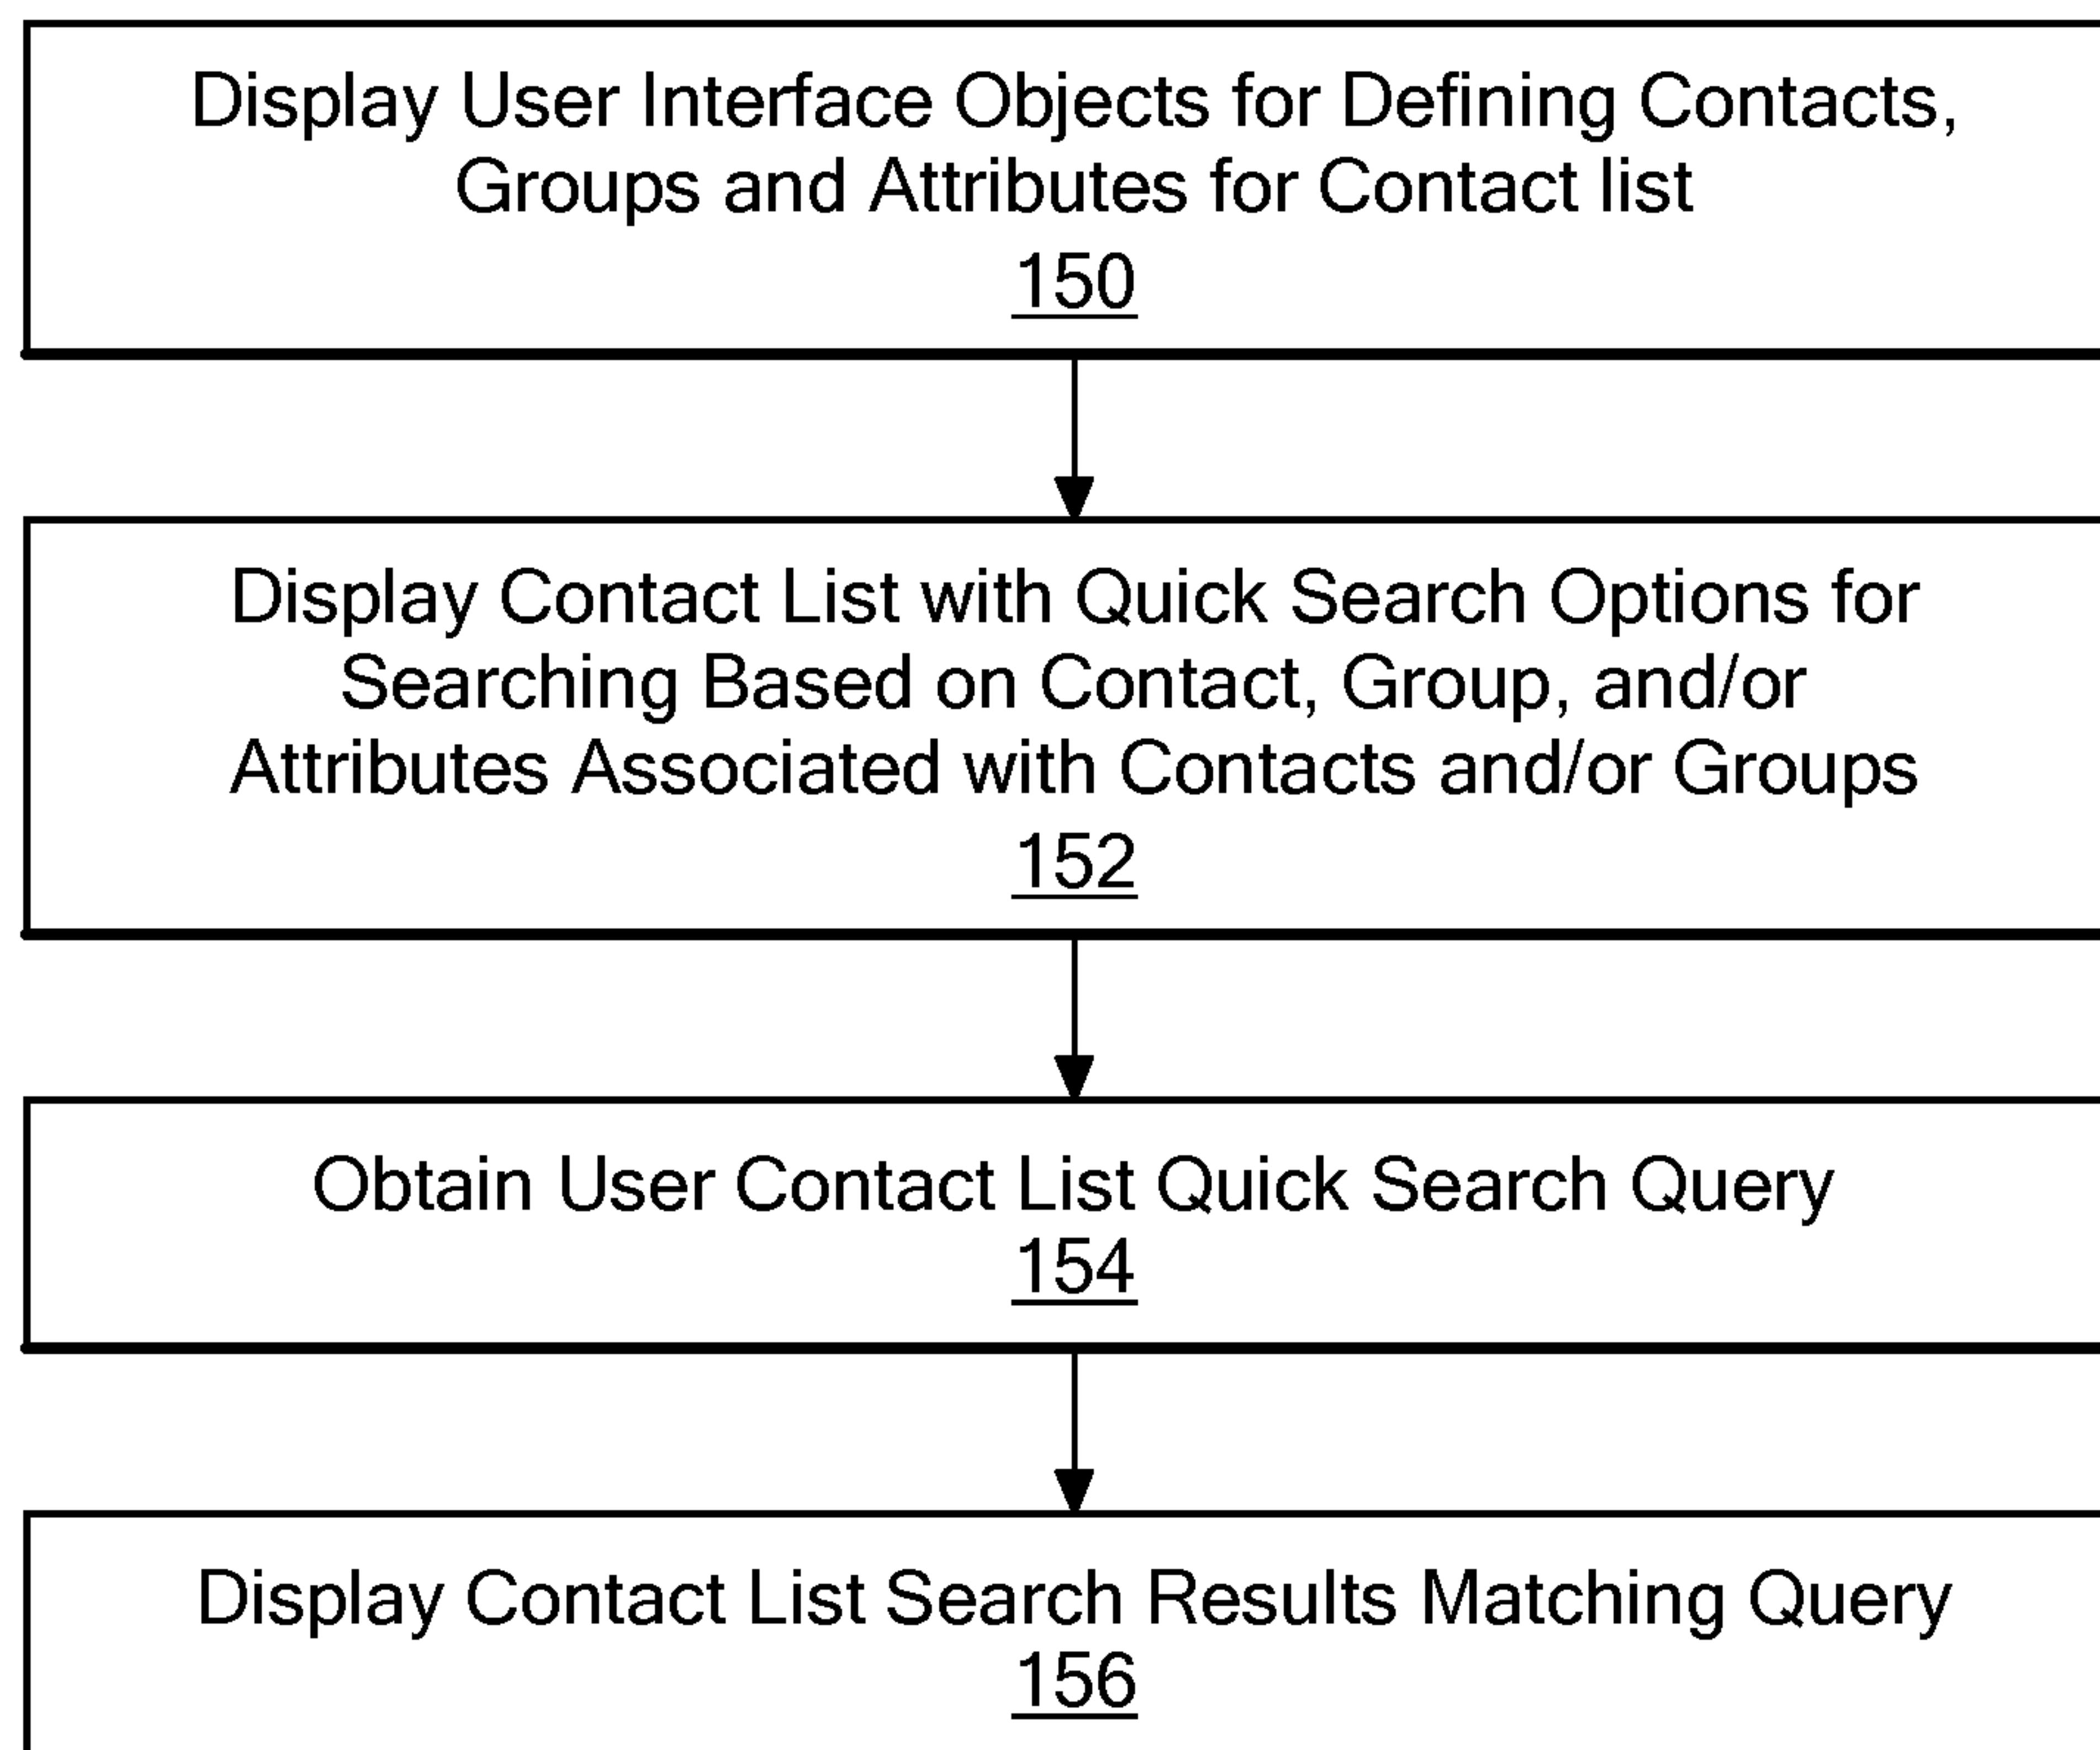 Display User Interface Objects for Defining Contacts,
Groups and Attributes for Contact list
150
Display Contact List with Quick Search Options for
Searching Based on Contact, Group, and/or
Attributes Associated with Contacts and/or Groups
152
Obtain User Contact List Quick Search Query
154
Display Contact List Search Results Matching Query
156